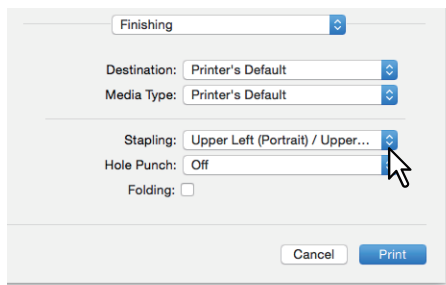 Finishing
Destination: Printer's Default
Media Type: Printer's Default
Stapling: Upper Left (Portrait) / Upper...
Hole Punch: Off
Folding:
Cancel Print